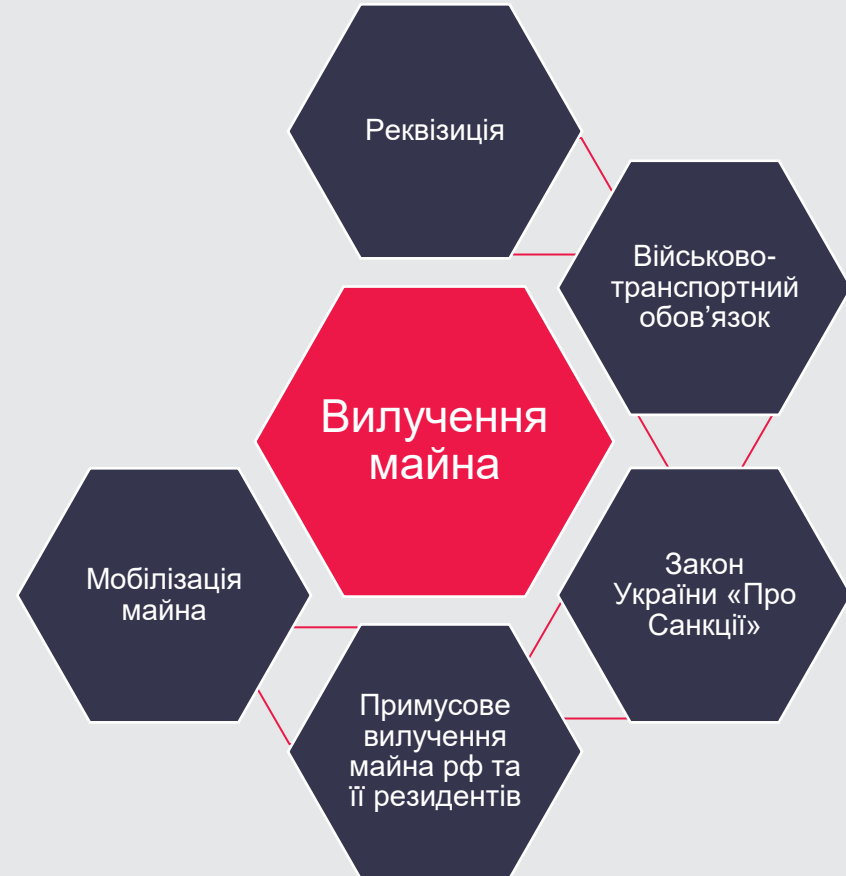 Реквізиція
Військово-
транспортний
обов’язок
Вилучення
майна
Закон
України «Про
Санкції»
Мобілізація
майна
Примусове
вилучення
майна рф та
її резидентів